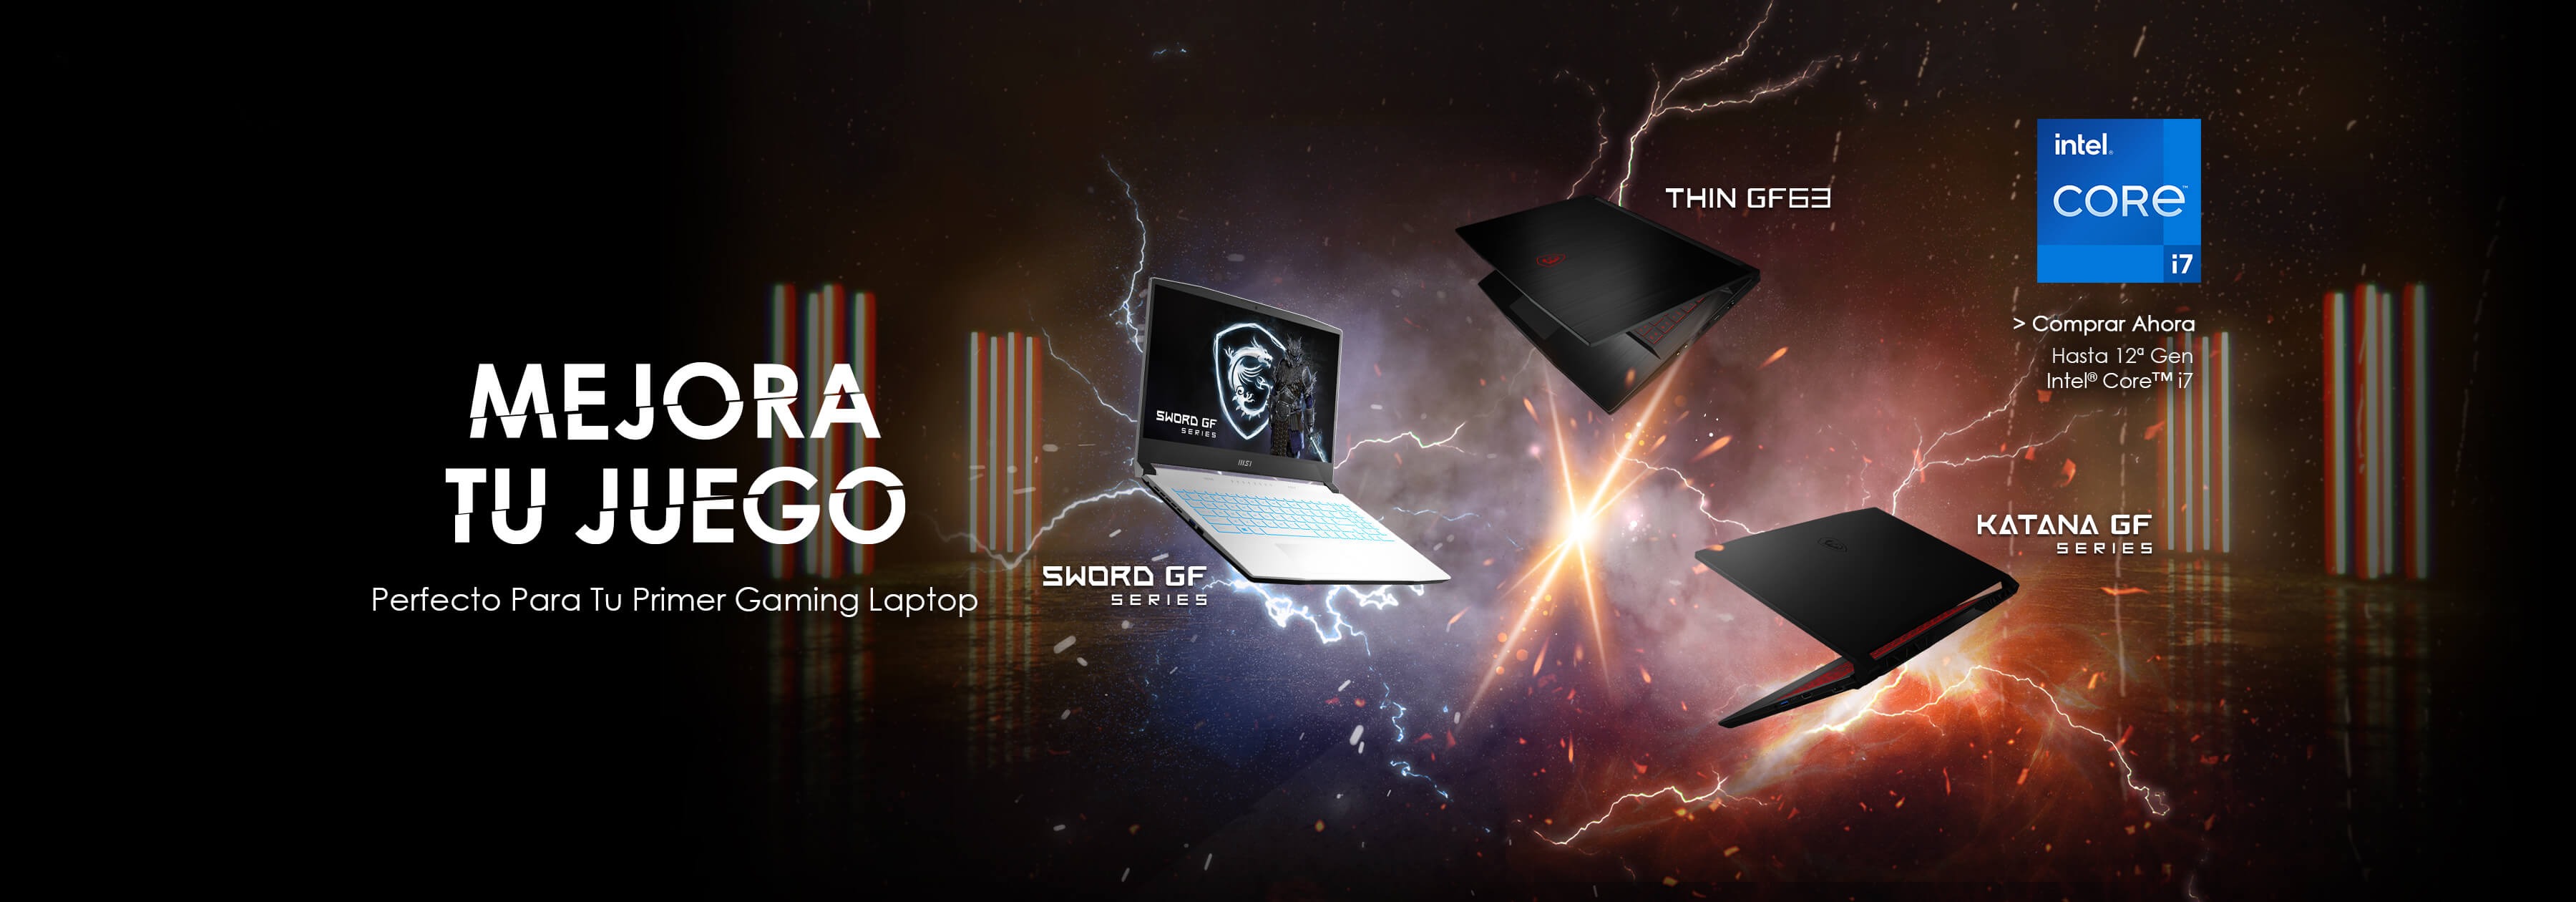 MEJORA
TU JUEGO
Perfecto Para Tu Primer Gaming Laptop
SWORD GF
SERIES
msi
SWORD GF
SERIES
THIN GF63
intel.
CORE™
i7
> Comprar Ahora
Hasta 12ª Gen
Intel® Core™ i7
KATANA GF
SERIES